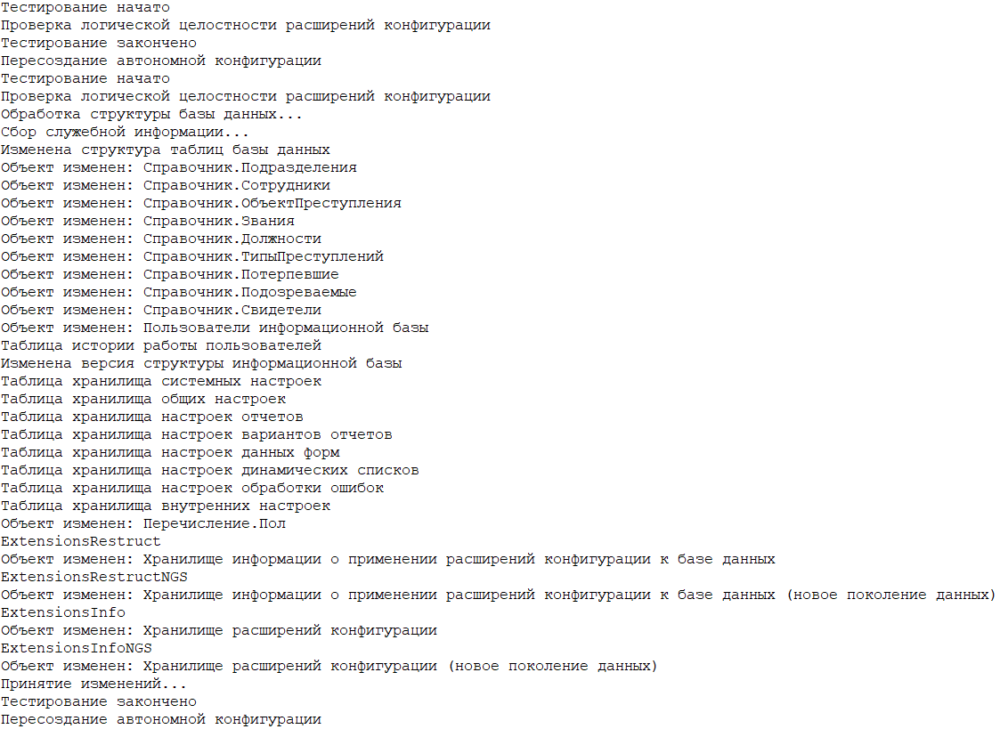 Тестирование начато
Проверка логической целостности расширений конфигурации
Тестирование закончено
Пересоздание автономной конфигурации
Тестирование начато
Проверка логической целостности расширений конфигурации
Обработка структуры базы данных...
Сбор служебной информации...
Изменена структура таблиц базы данных
Объект изменен: Справочник.Подразделения
Объект изменен: Справочник.Сотрудники
Объект изменен: Справочник.ОбъектПреступления
Объект изменен: Справочник.Звания
Объект изменен: Справочник.Должности
Объект изменен: Справочник.ТипыПреступлений
Объект изменен: Справочник.Потерпевшие
Объект изменен: Справочник.Подозреваемые
Объект изменен: Справочник.Свидетели
Объект изменен: Пользователи информационной базы
Таблица истории работы пользователей
Изменена версия структуры информационной базы
Таблица хранилища системных настроек
Таблица хранилища общих настроек
Таблица хранилища настроек отчетов
Таблица хранилища настроек вариантов отчетов
Таблица хранилища настроек данных форм
Таблица хранилища настроек динамических списков
Таблица хранилища настроек обработки ошибок
Таблица хранилища внутренних настроек
Объект изменен: Перечисление.Пол
ExtensionsRestruct
Объект изменен: Хранилище информации о применении расширений конфигурации к базе данных
ExtensionsRestructNGS
Объект изменен: Хранилище информации о применении расширений конфигурации к базе данных (новое поколение данных)
ExtensionsInfo
Объект изменен: Хранилище расширений конфигурации
ExtensionsInfoNGS
Объект изменен: Хранилище расширений конфигурации (новое поколение данных)
Принятие изменений...
Тестирование закончено
Пересоздание автономной конфигурации